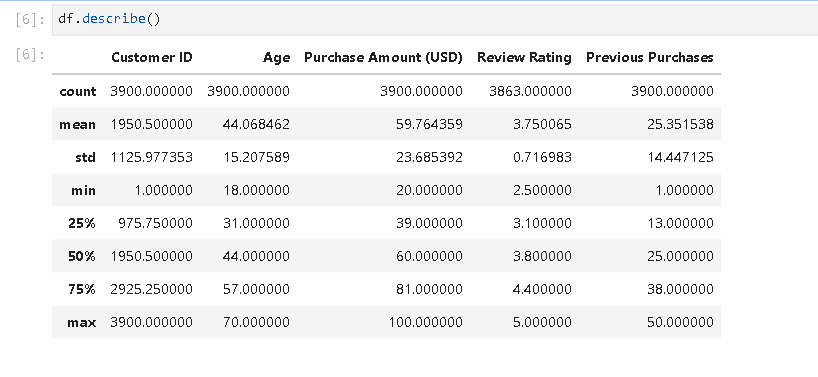 [6]: df.describe()
[6]: Customer ID Age Purchase Amount (USD) Review Rating Previous Purchases
count 3900.000000 3900.000000 3900.000000 3863.000000 3900.000000
mean 1950.500000 44.068462 59.764359 3.750065 25.351538
std 1125.977353 15.207589 23.685392 0.716983 14.447125
min 1.000000 18.000000 20.000000 2.500000 1.000000
25% 975.750000 31.000000 39.000000 3.100000 13.000000
50% 1950.500000 44.000000 60.000000 3.800000 25.000000
75% 2925.250000 57.000000 81.000000 4.400000 38.000000
max 3900.000000 70.000000 100.000000 5.000000 50.000000